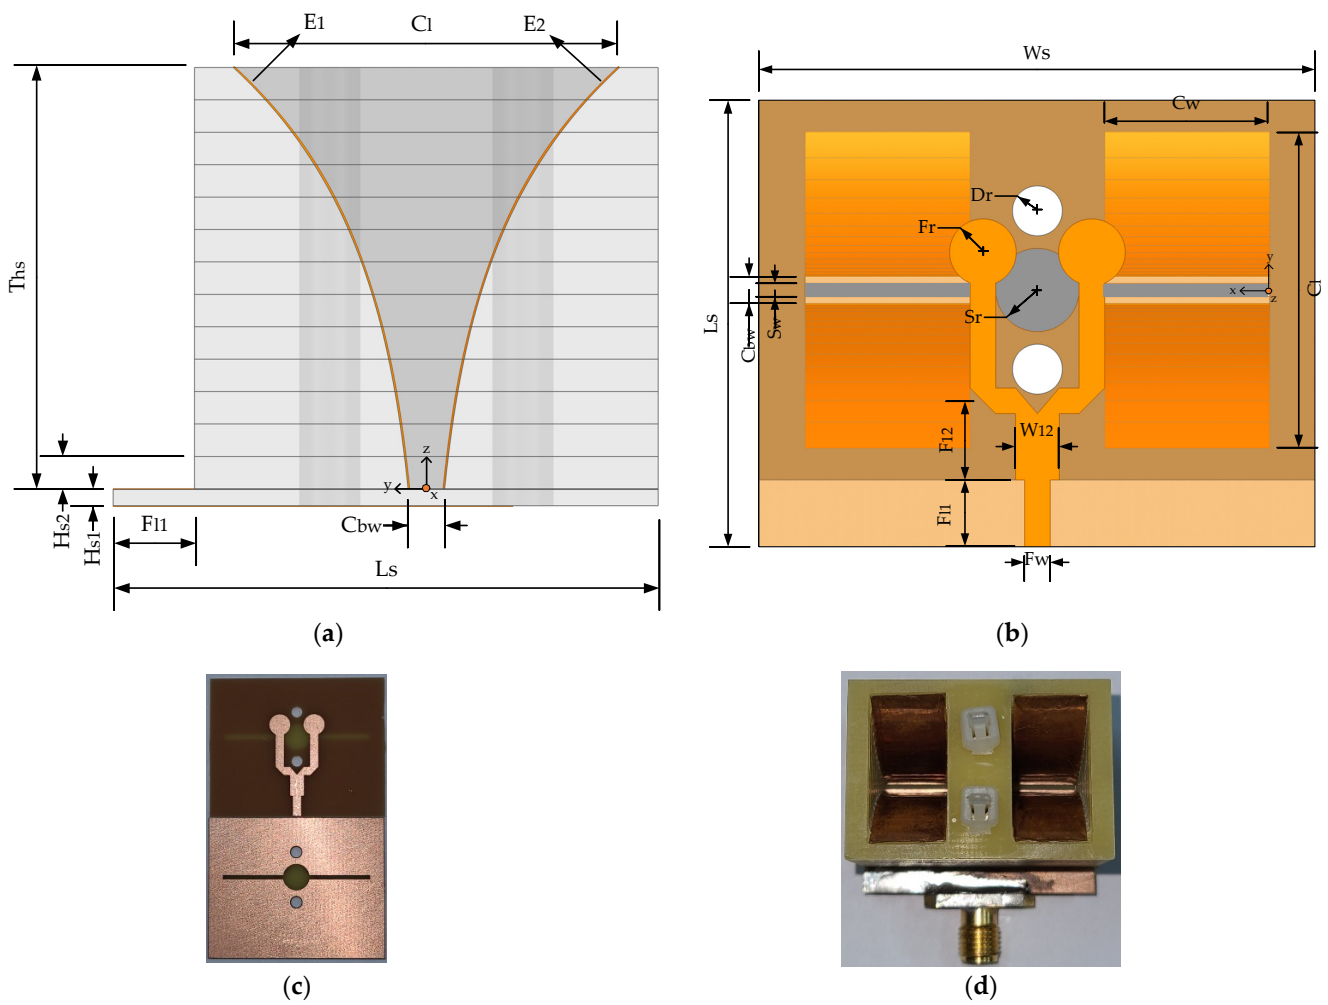 E1
Cl
E2
Ths
z
y
x
Hs2
Hs1
Fl1
Cbw
Ls
(a)
Ws
Cw
Dr
Fr
Sr
y
x
z
Cl
Ls
Cbw
Sw
W12
F12
Fl1
Fw
(b)
(c)
(d)